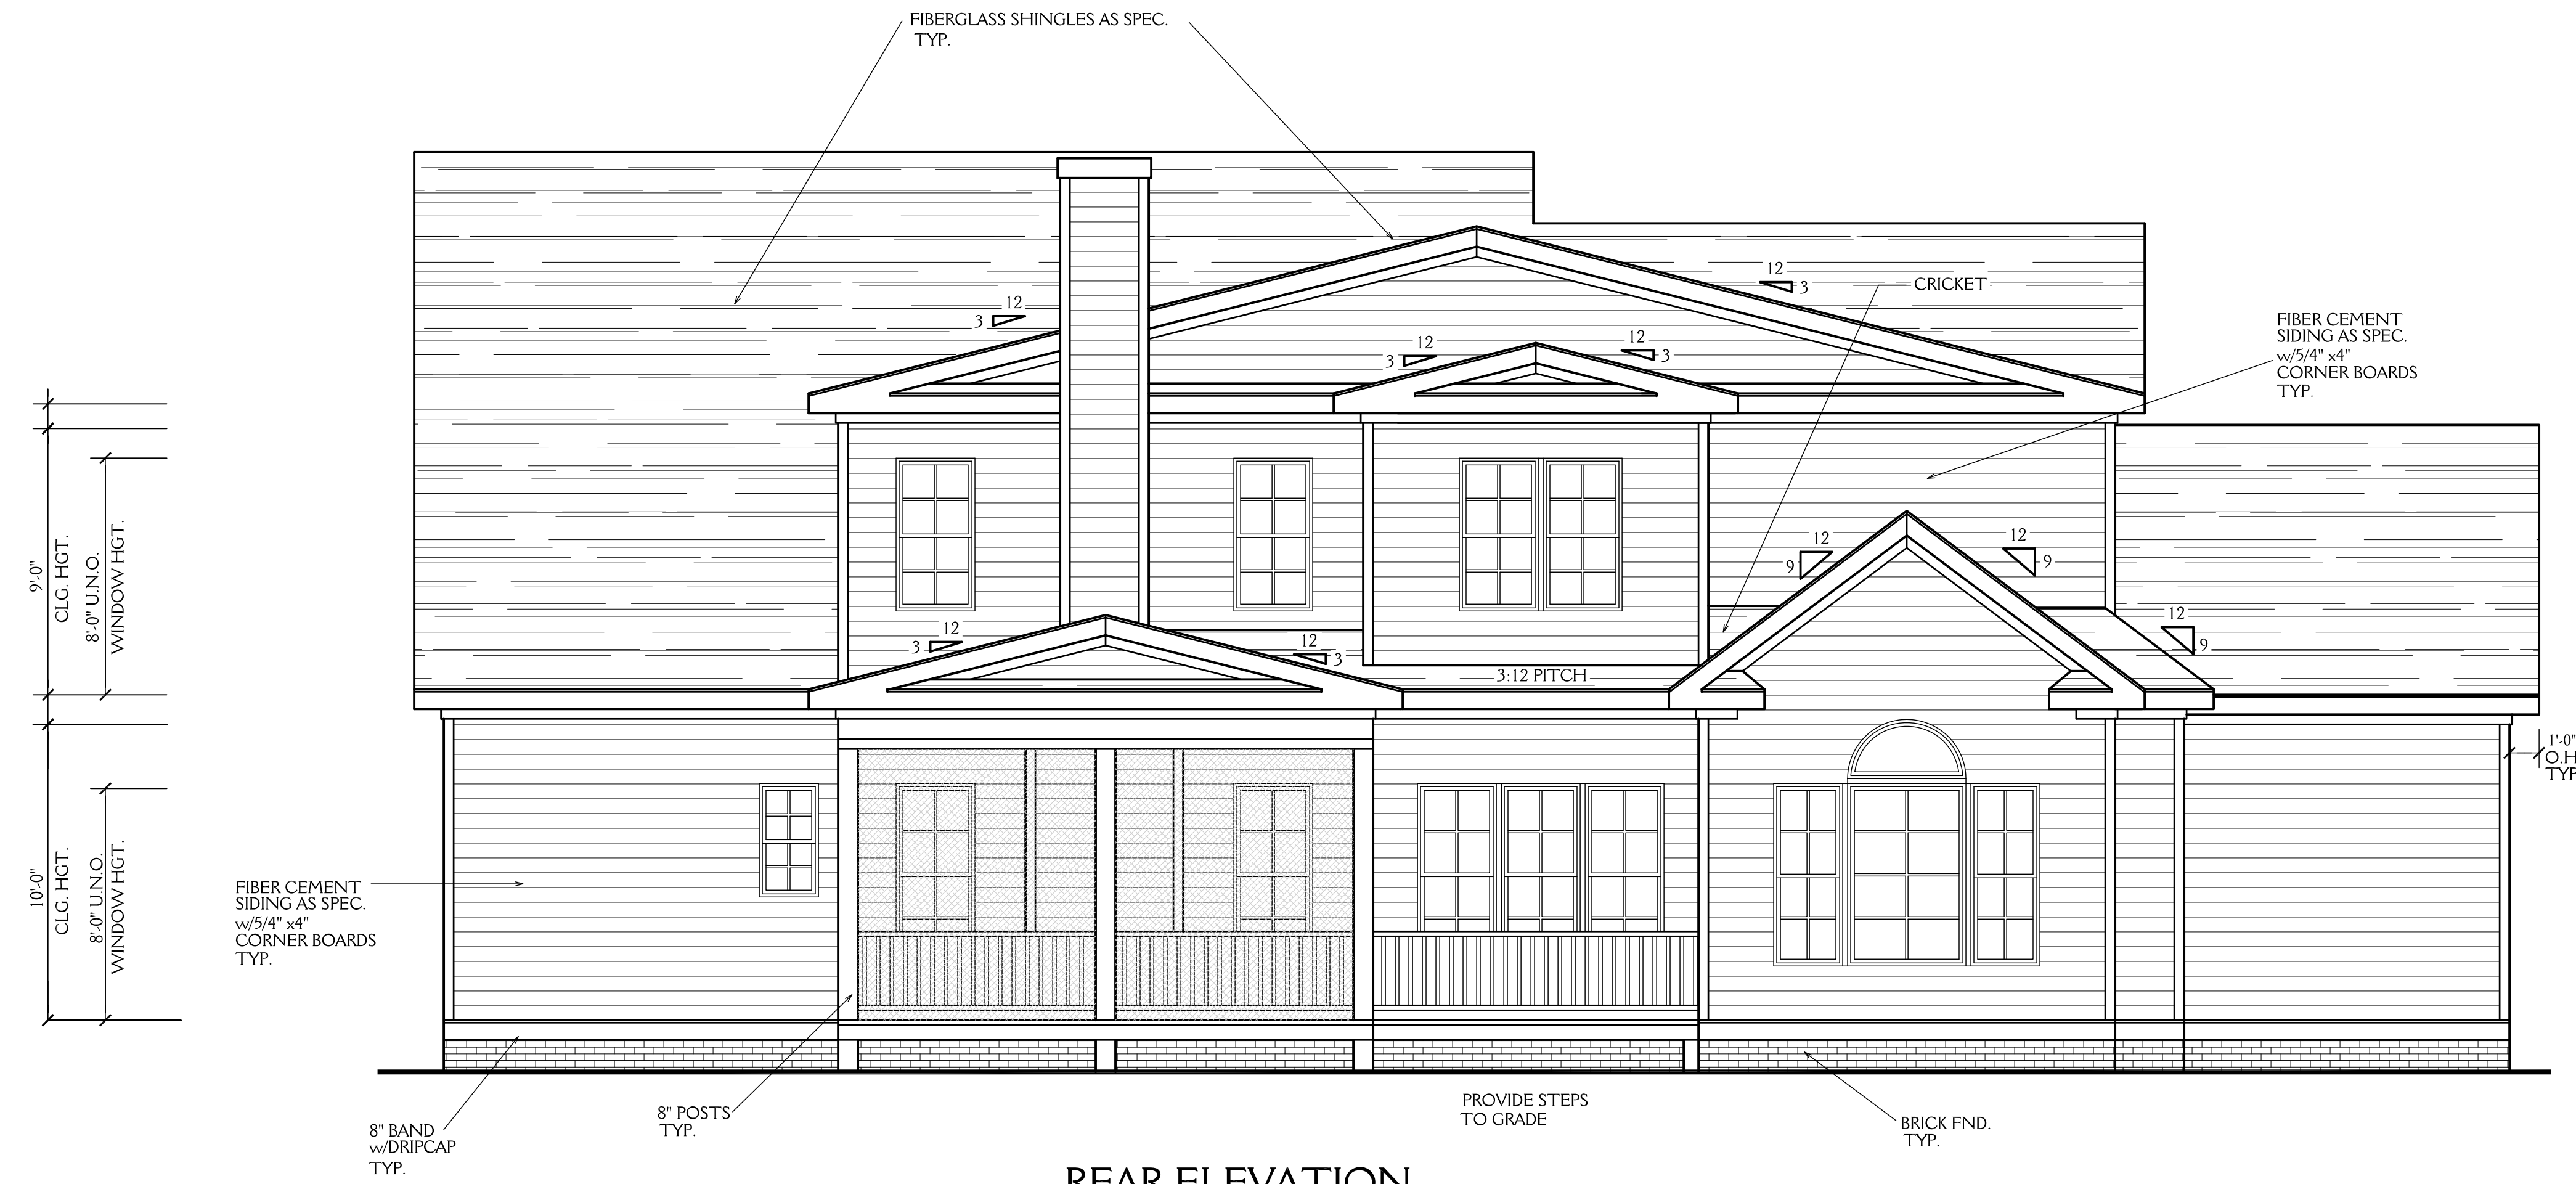 FIBERGLASS SHINGLES AS SPEC.
TYP.
12
3
12
3
CRICKET
12
3
12
3
FIBER CEMENT
SIDING AS SPEC.
w/5/4" x4"
CORNER BOARDS
TYP.
9'-0"
CLG. HGT.
8'-0" U.N.O.
WINDOW HGT.
12
9
12
9
12
3
12
3
12
9
3:12 PITCH
1'-0"
O.H
TYP
10'-0"
CLG. HGT.
8'-0" U.N.O.
WINDOW HGT.
FIBER CEMENT
SIDING AS SPEC.
w/5/4" x4"
CORNER BOARDS
TYP.
8" BAND
w/DRIPCAP
TYP.
8" POSTS
TYP.
PROVIDE STEPS
TO GRADE
BRICK FND.
TYP.
REAR ELEVATION